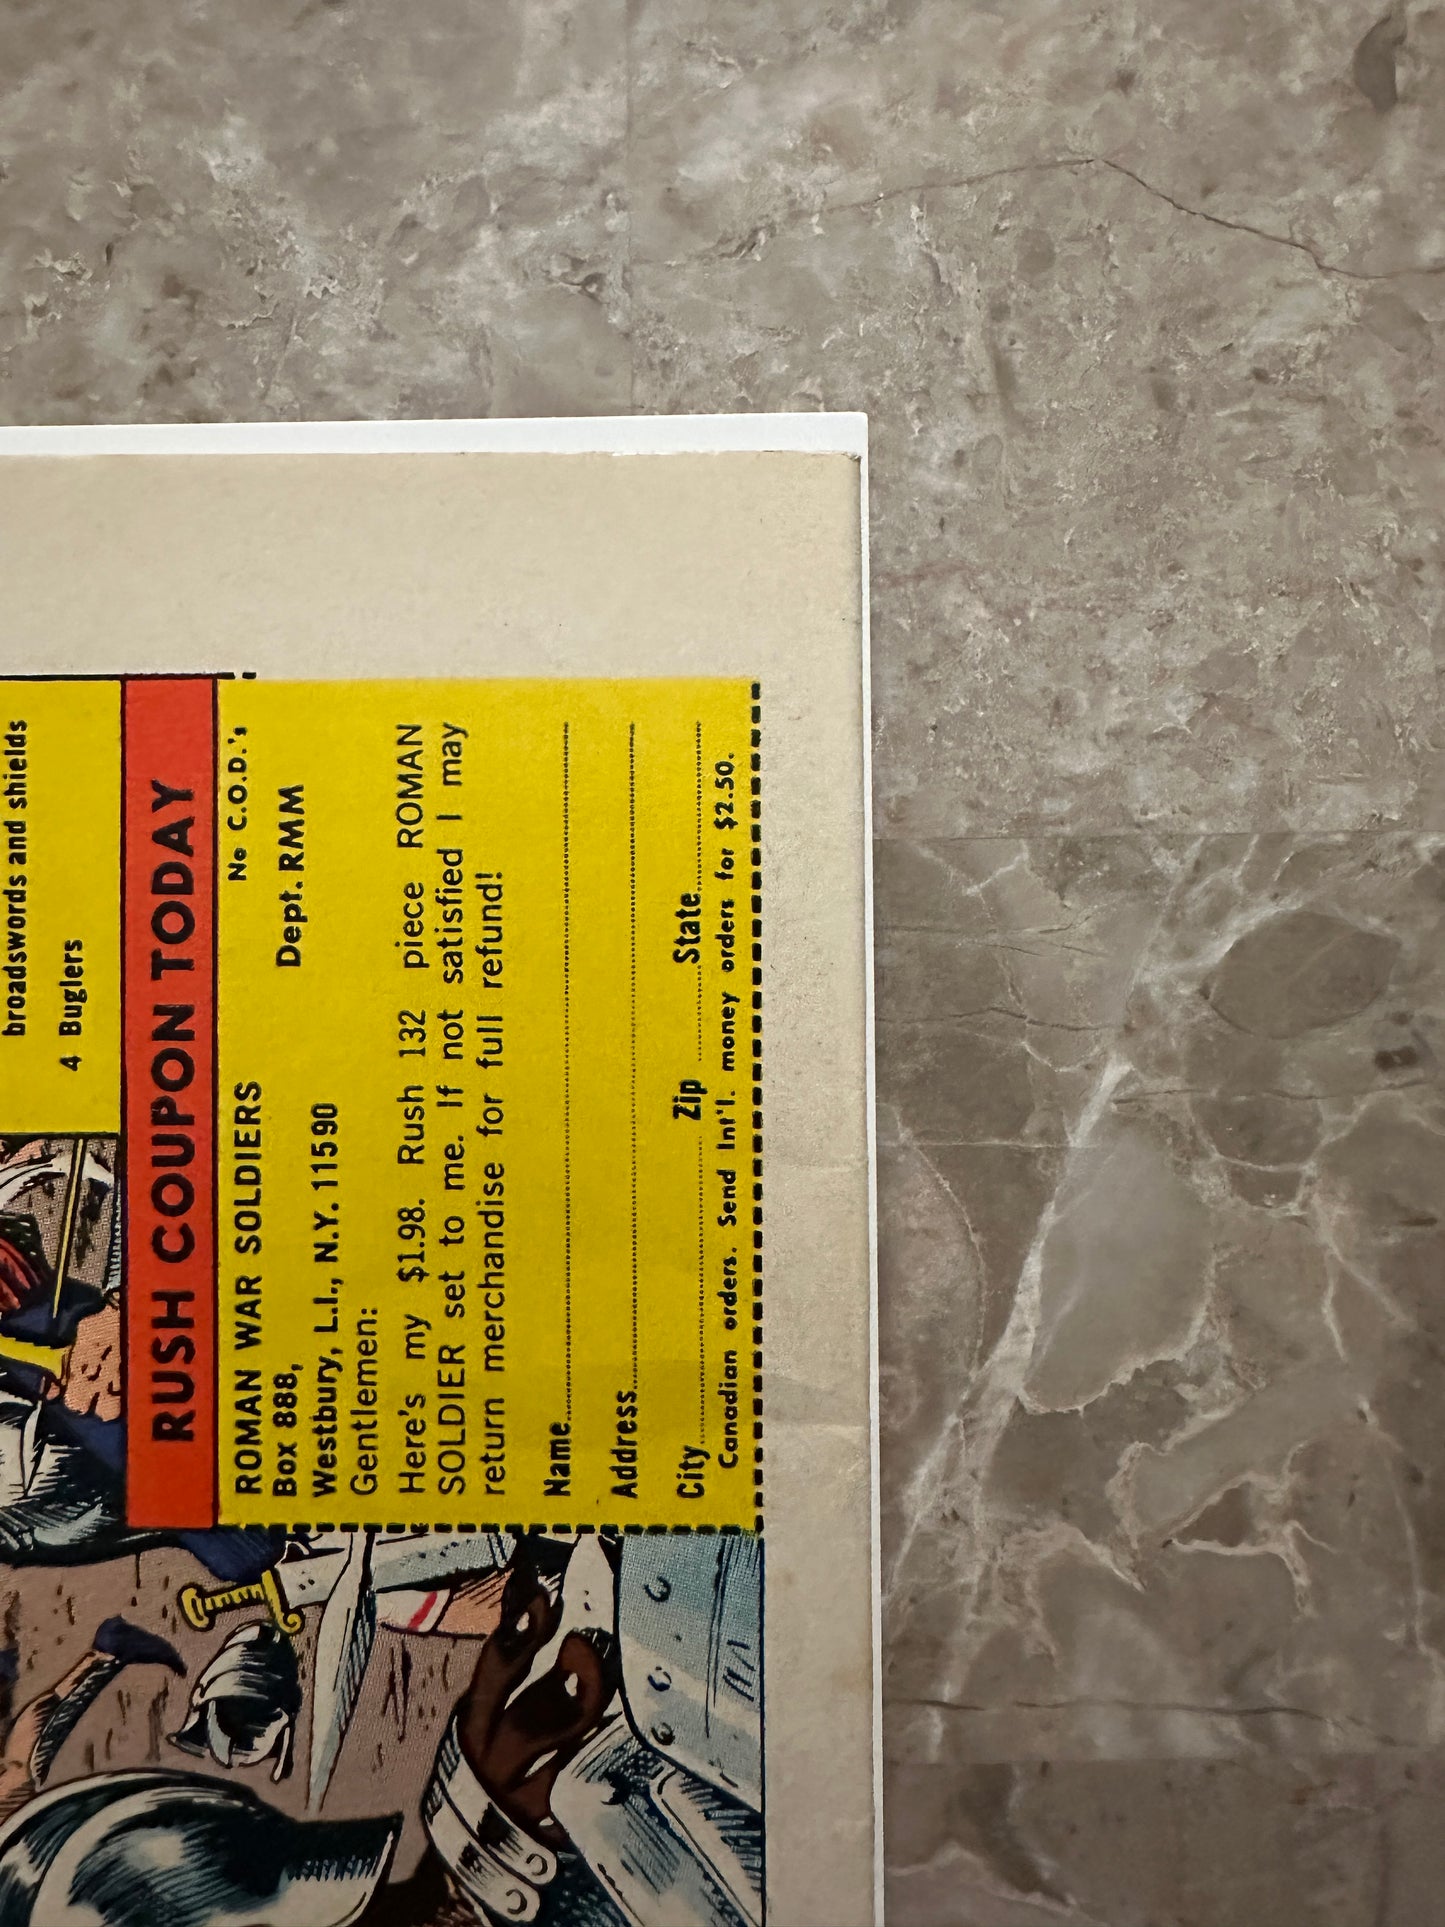 broadswords and shields
4 Buglers
RUSH COUPON TODAY
No C.O.D.'s
ROMAN WAR SOLDIERS
Box 888, Dept. RMM
Westbury, L.I., N.Y. 11590
Gentlemen:
Here's my $1.98. Rush 132 piece ROMAN
SOLDIER set to me. If not satisfied I may
return merchandise for full refund!
Name
Address
City Zip State
Canadian orders. Send Int'l. money orders for $2.50.